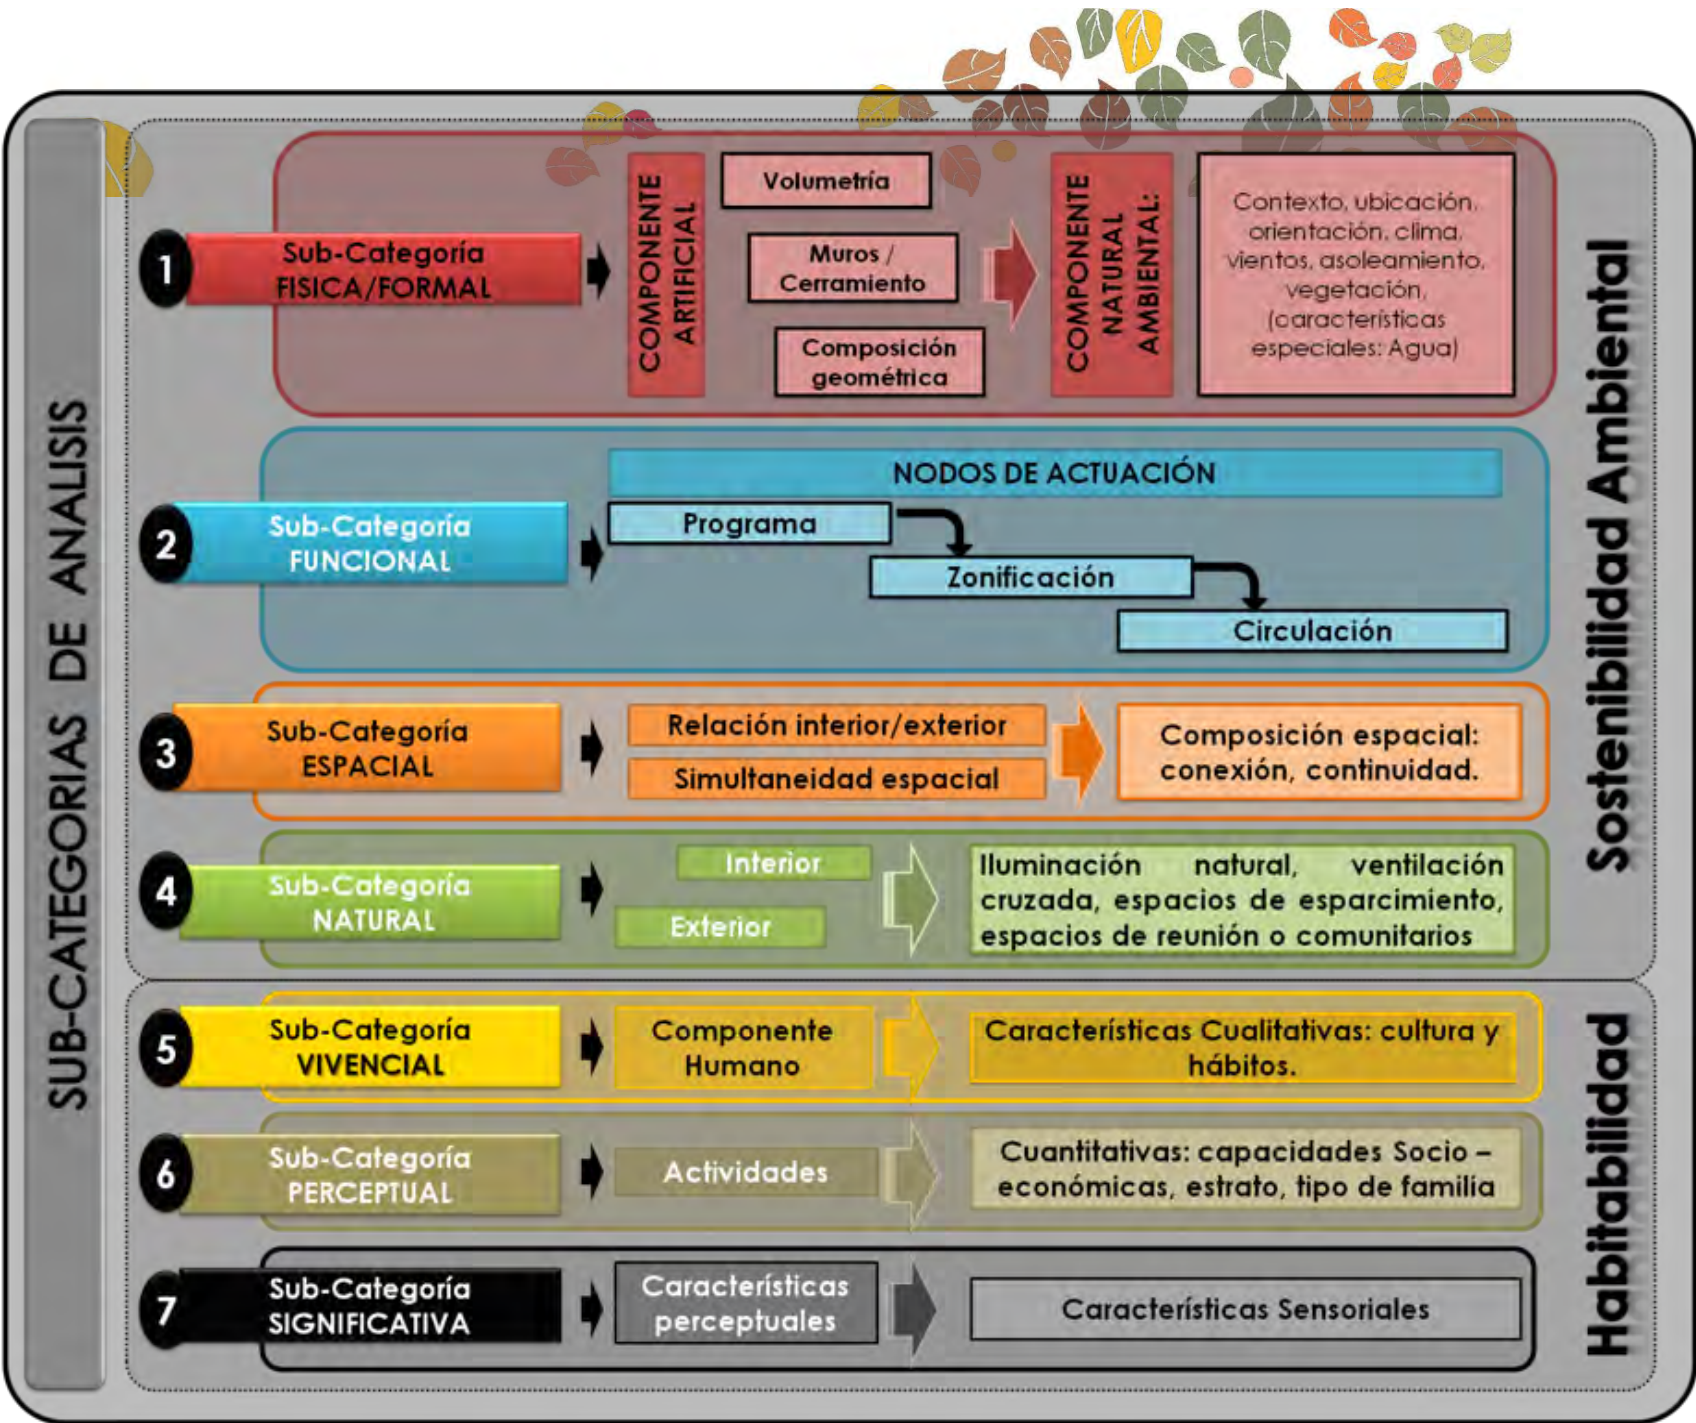 SUB-CATEGORIAS DE ANALISIS
1
Sub-Categoría
FISICA/FORMAL
COMPONENTE
ARTIFICIAL
Volumetría
Muros /
Cerramiento
Composición
geométrica
COMPONENTE
NATURAL
AMBIENTAL:
Contexto, ubicación,
orientación, clima,
vientos, asoleamiento,
vegetación,
(características
especiales: Agua)
2
Sub-Categoría
FUNCIONAL
NODOS DE ACTUACIÓN
Programa
Zonificación
Circulación
3
Sub-Categoría
ESPACIAL
Relación interior/exterior
Simultaneidad espacial
Composición espacial:
conexión, continuidad.
4
Sub-Categoría
NATURAL
Interior
Exterior
Iluminación natural, ventilación
cruzada, espacios de esparcimiento,
espacios de reunión o comunitarios
Sostenibilidad Ambiental
5
Sub-Categoría
VIVENCIAL
Componente
Humano
Características Cualitativas: cultura y
hábitos.
6
Sub-Categoría
PERCEPTUAL
Actividades
Cuantitativas: capacidades Socio –
económicas, estrato, tipo de familia
7
Sub-Categoría
SIGNIFICATIVA
Características
perceptuales
Características Sensoriales
Habitabilidad